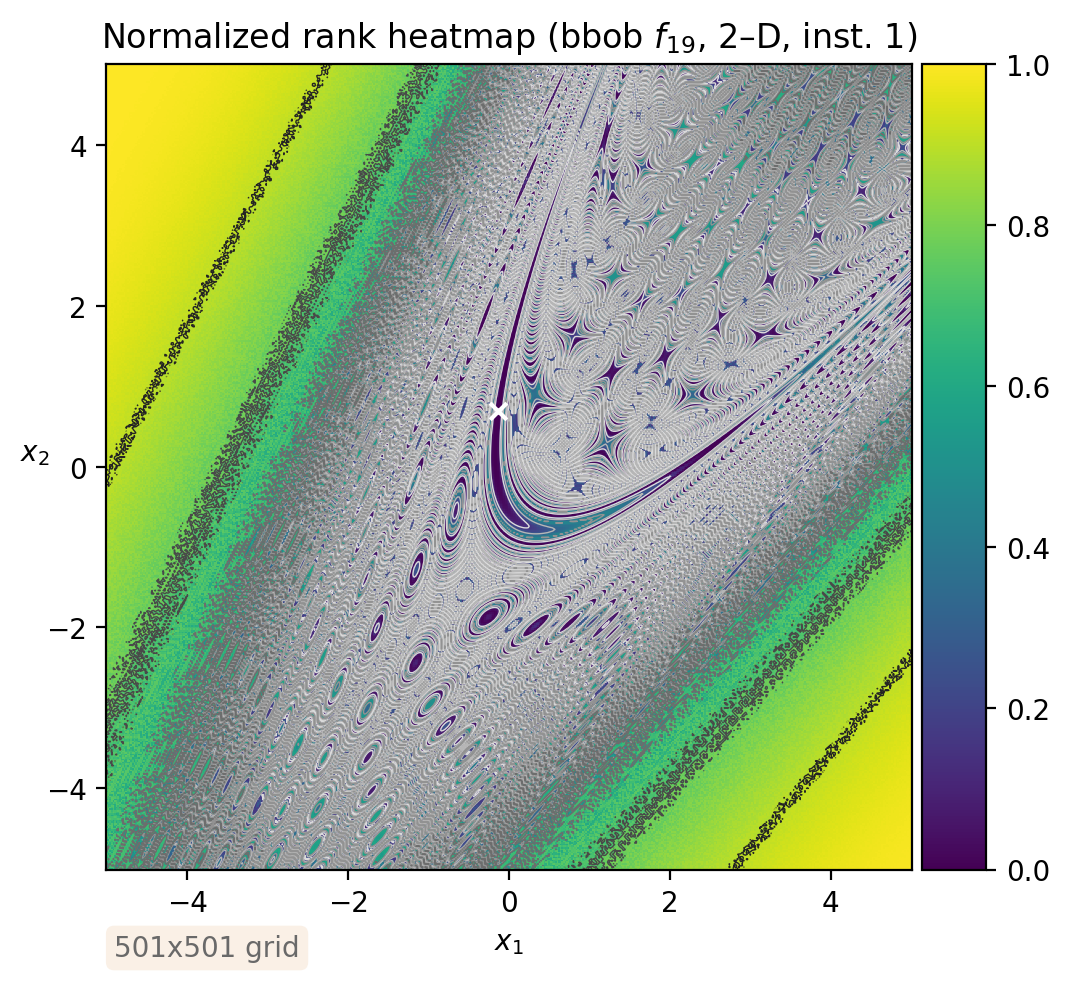 Normalized rank heatmap (bbob f₁₉, 2–D, inst. 1)
1.0
0.8
0.6
0.4
0.2
0.0
4
2
0
−2
−4
x₂
−4 −2 0 2 4
x₁
501x501 grid